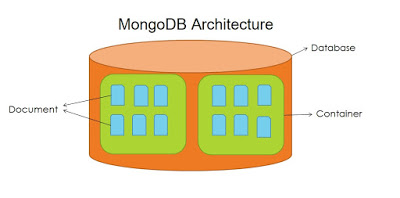 MongoDB Architecture
Database
Document
Container